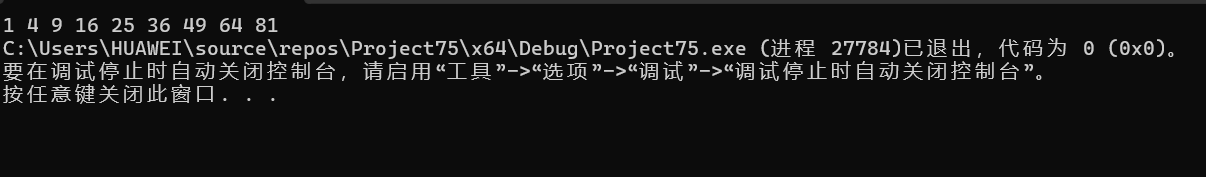 1 4 9 16 25 36 49 64 81
C:\Users\HUAWEI\source\repos\Project75\x64\Debug\Project75.exe (进程 27784)已退出，代码为 0 (0x0)。
要在调试停止时自动关闭控制台，请启用“工具”->“选项”->“调试”->“调试停止时自动关闭控制台”。
按任意键关闭此窗口. . .